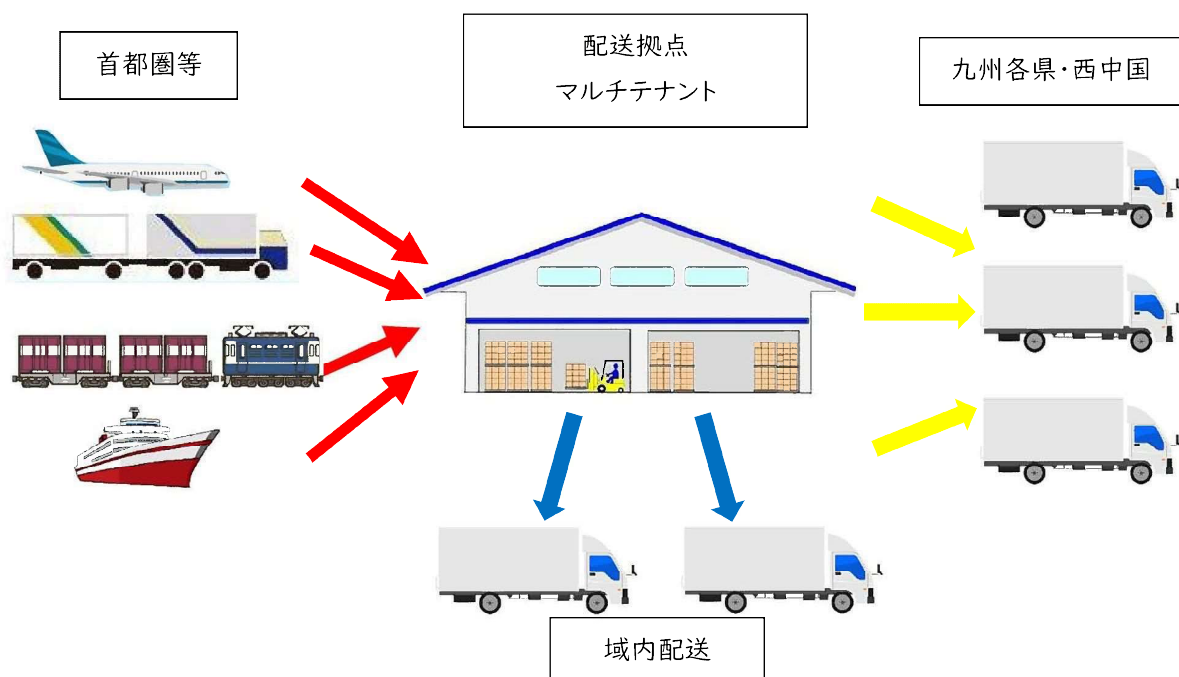 首都圏等
配送拠点
マルチテナント
九州各県・西中国
域内配送